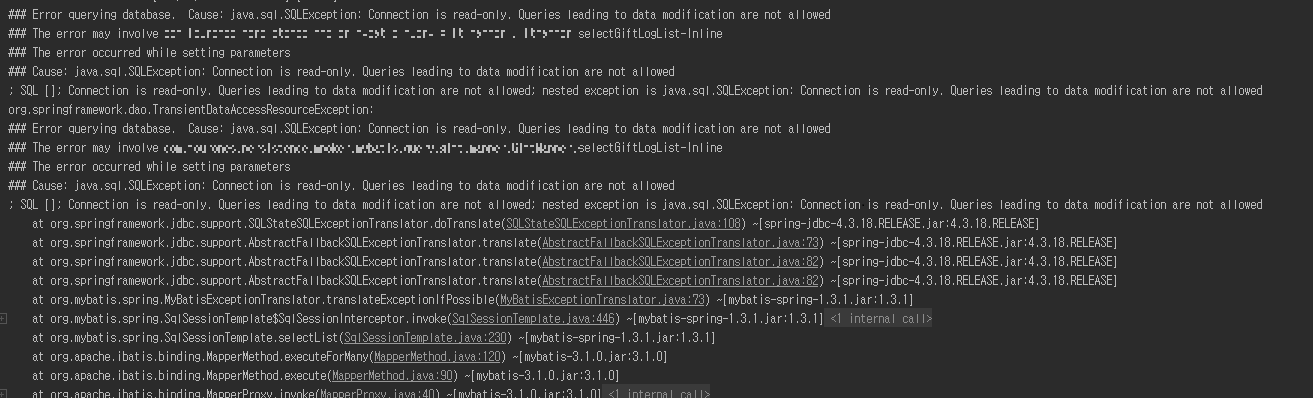 ### Error querying database.  Cause: java.sql.SQLException: Connection is read-only. Queries leading to data modification are not allowed
### The error may involve selectGiftLogList-Inline
### The error occurred while setting parameters
### Cause: java.sql.SQLException: Connection is read-only. Queries leading to data modification are not allowed
; SQL []; Connection is read-only. Queries leading to data modification are not allowed; nested exception is java.sql.SQLException: Connection is read-only. Queries leading to data modification are not allowed
org.springframework.dao.TransientDataAccessResourceException:
### Error querying database.  Cause: java.sql.SQLException: Connection is read-only. Queries leading to data modification are not allowed
### The error may involve selectGiftLogList-Inline
### The error occurred while setting parameters
### Cause: java.sql.SQLException: Connection is read-only. Queries leading to data modification are not allowed
; SQL []; Connection is read-only. Queries leading to data modification are not allowed; nested exception is java.sql.SQLException: Connection is read-only. Queries leading to data modification are not allowed
at org.springframework.jdbc.support.SQLStateSQLExceptionTranslator.doTranslate(SQLStateSQLExceptionTranslator.java:108) ~[spring-jdbc-4.3.18.RELEASE.jar:4.3.18.RELEASE]
at org.springframework.jdbc.support.AbstractFallbackSQLExceptionTranslator.translate(AbstractFallbackSQLExceptionTranslator.java:73) ~[spring-jdbc-4.3.18.RELEASE.jar:4.3.18.RELEASE]
at org.springframework.jdbc.support.AbstractFallbackSQLExceptionTranslator.translate(AbstractFallbackSQLExceptionTranslator.java:82) ~[spring-jdbc-4.3.18.RELEASE.jar:4.3.18.RELEASE]
at org.springframework.jdbc.support.AbstractFallbackSQLExceptionTranslator.translate(AbstractFallbackSQLExceptionTranslator.java:82) ~[spring-jdbc-4.3.18.RELEASE.jar:4.3.18.RELEASE]
at org.mybatis.spring.MyBatisExceptionTranslator.translateExceptionIfPossible(MyBatisExceptionTranslator.java:73) ~[mybatis-spring-1.3.1.jar:1.3.1]
at org.mybatis.spring.SqlSessionTemplate$SqlSessionInterceptor.invoke(SqlSessionTemplate.java:446) ~[mybatis-spring-1.3.1.jar:1.3.1] <1 internal call>
at org.mybatis.spring.SqlSessionTemplate.selectList(SqlSessionTemplate.java:230) ~[mybatis-spring-1.3.1.jar:1.3.1]
at org.apache.ibatis.binding.MapperMethod.executeForMany(MapperMethod.java:120) ~[mybatis-3.1.0.jar:3.1.0]
at org.apache.ibatis.binding.MapperMethod.execute(MapperMethod.java:90) ~[mybatis-3.1.0.jar:3.1.0]
at org.apache.ibatis.binding.MapperProxy.invoke(MapperProxy.java:40) ~[mybatis-3.1.0.jar:3.1.0] <1 internal call>